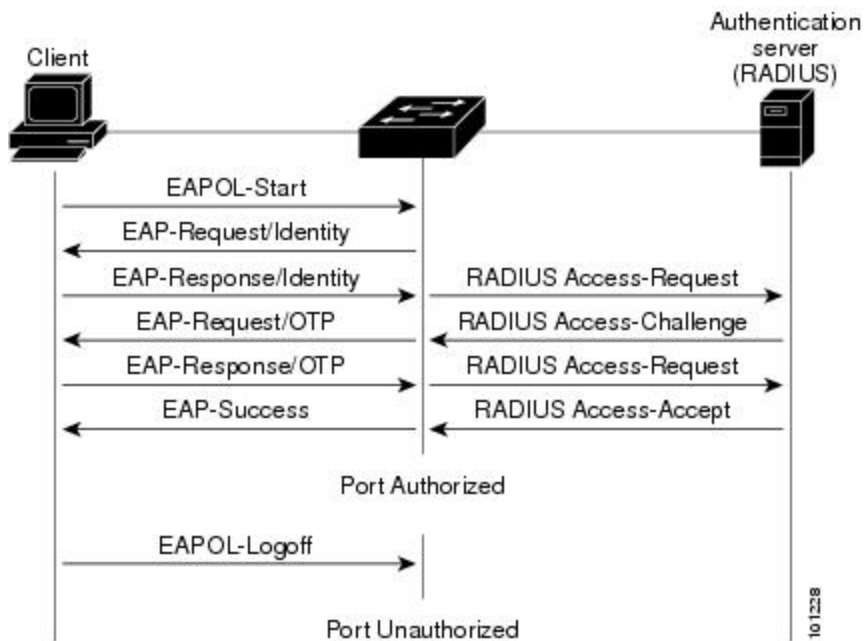 Authentication
server
(RADIUS)
Client
EAPOL-Start
EAP-Request/Identity
EAP-Response/Identity
RADIUS Access-Request
EAP-Request/OTP
RADIUS Access-Challenge
EAP-Response/OTP
RADIUS Access-Request
EAP-Success
RADIUS Access-Accept
Port Authorized
EAPOL-Logoff
Port Unauthorized
101228